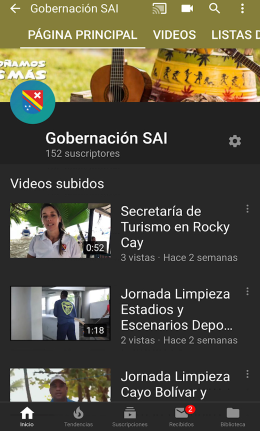 Gobernación SAI
PÁGINA PRINCIPAL VIDEOS LISTAS D
OÑAMOS
S MÁS
Gobernación SAI
152 suscriptores
Videos subidos
Secretaría de
Turismo en Rocky
Cay
0:52
3 vistas · Hace 2 semanas
Jornada Limpieza
Estadios y
Escenarios Depo...
1:18
2 vistas · Hace 2 semanas
Jornada Limpieza
Cayo Bolívar y
2
Inicio Tendencias Suscripciones Recibidos Biblioteca